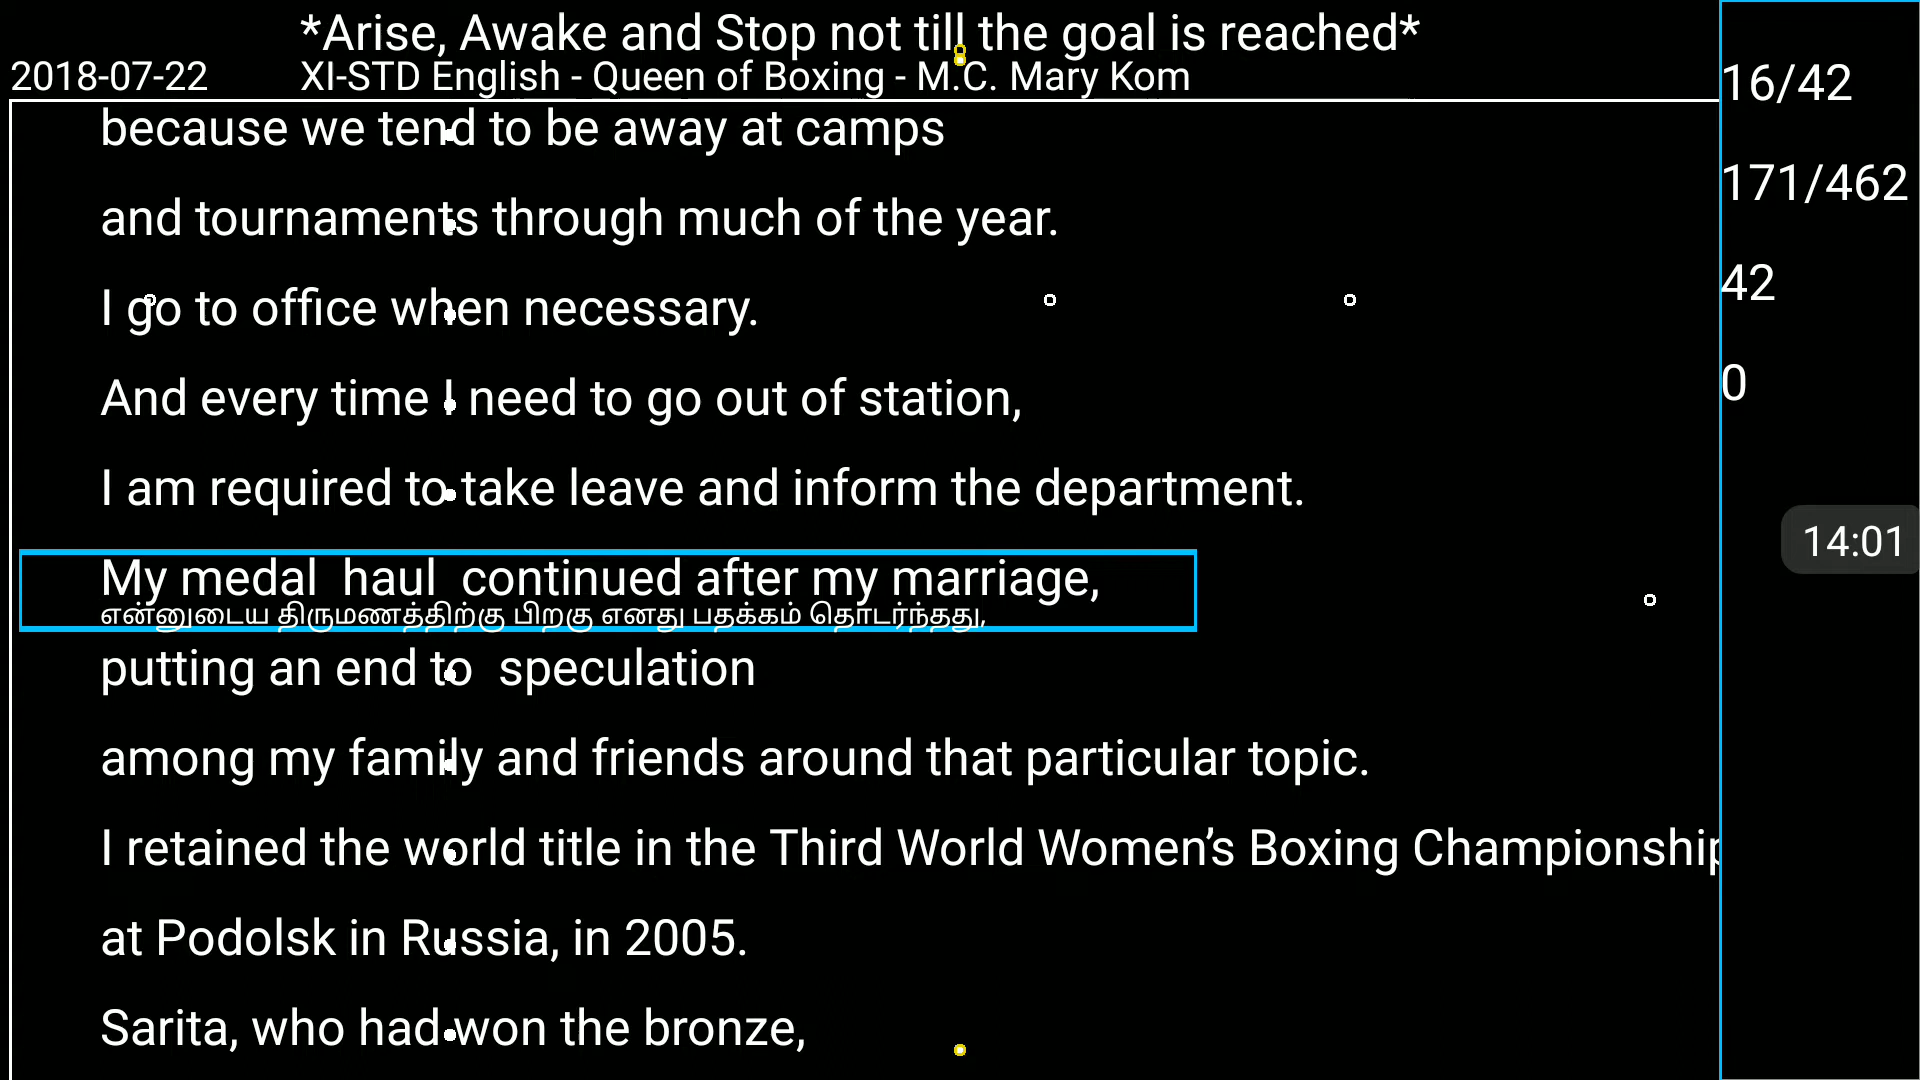 *Arise, Awake and Stop not till the goal is reached*
2018-07-22 XI-STD English - Queen of Boxing - M.C. Mary Kom
16/42
because we tend to be away at camps
171/462
and tournaments through much of the year.
42
I go to office when necessary.
0
And every time I need to go out of station,
I am required to take leave and inform the department.
14:01
My medal haul continued after my marriage,
என்னுடைய திருமணத்திற்கு பிறகு எனது பதக்கம் தொடர்ந்தது,
putting an end to speculation
among my family and friends around that particular topic.
I retained the world title in the Third World Women’s Boxing Championship
at Podolsk in Russia, in 2005.
Sarita, who had won the bronze,